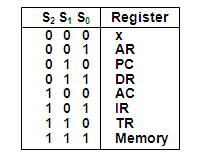 S₂ S₁ S₀ Register
0 0 0 x
0 0 1 AR
0 1 0 PC
0 1 1 DR
1 0 0 AC
1 0 1 IR
1 1 0 TR
1 1 1 Memory